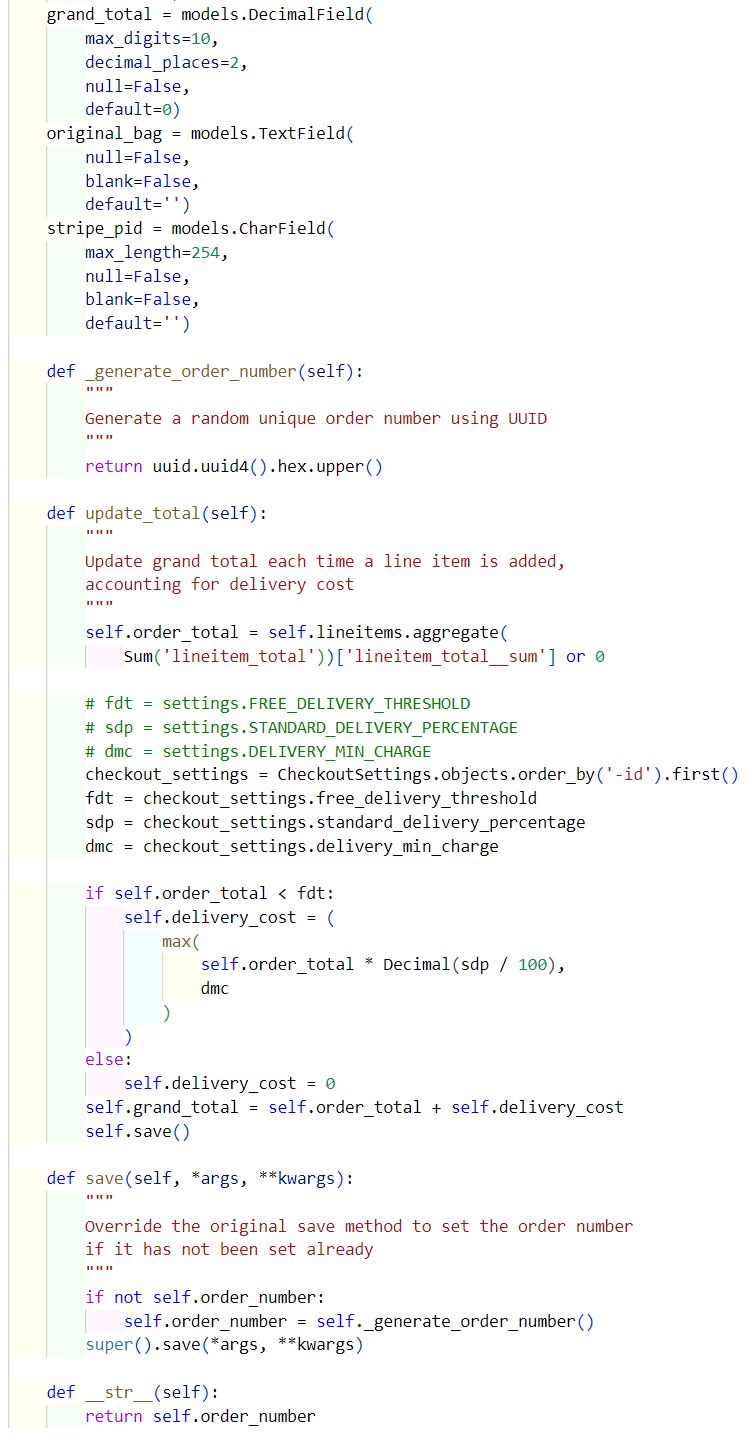 grand_total = models.DecimalField(
    max_digits=10,
    decimal_places=2,
    null=False,
    default=0)
original_bag = models.TextField(
    null=False,
    blank=False,
    default='')
stripe_pid = models.CharField(
    max_length=254,
    null=False,
    blank=False,
    default='')

def _generate_order_number(self):
    """
    Generate a random unique order number using UUID
    """
    return uuid.uuid4().hex.upper()

def update_total(self):
    """
    Update grand total each time a line item is added,
    accounting for delivery cost
    """
    self.order_total = self.lineitems.aggregate(
        Sum('lineitem_total'))['lineitem_total__sum'] or 0

    # fdt = settings.FREE_DELIVERY_THRESHOLD
    # sdp = settings.STANDARD_DELIVERY_PERCENTAGE
    # dmc = settings.DELIVERY_MIN_CHARGE
    checkout_settings = CheckoutSettings.objects.order_by('-id').first()
    fdt = checkout_settings.free_delivery_threshold
    sdp = checkout_settings.standard_delivery_percentage
    dmc = checkout_settings.delivery_min_charge

    if self.order_total < fdt:
        self.delivery_cost = (
            max(
                self.order_total * Decimal(sdp / 100),
                dmc
            )
        )
    else:
        self.delivery_cost = 0
    self.grand_total = self.order_total + self.delivery_cost
    self.save()

def save(self, *args, **kwargs):
    """
    Override the original save method to set the order number
    if it has not been set already
    """
    if not self.order_number:
        self.order_number = self._generate_order_number()
    super().save(*args, **kwargs)

def __str__(self):
    return self.order_number